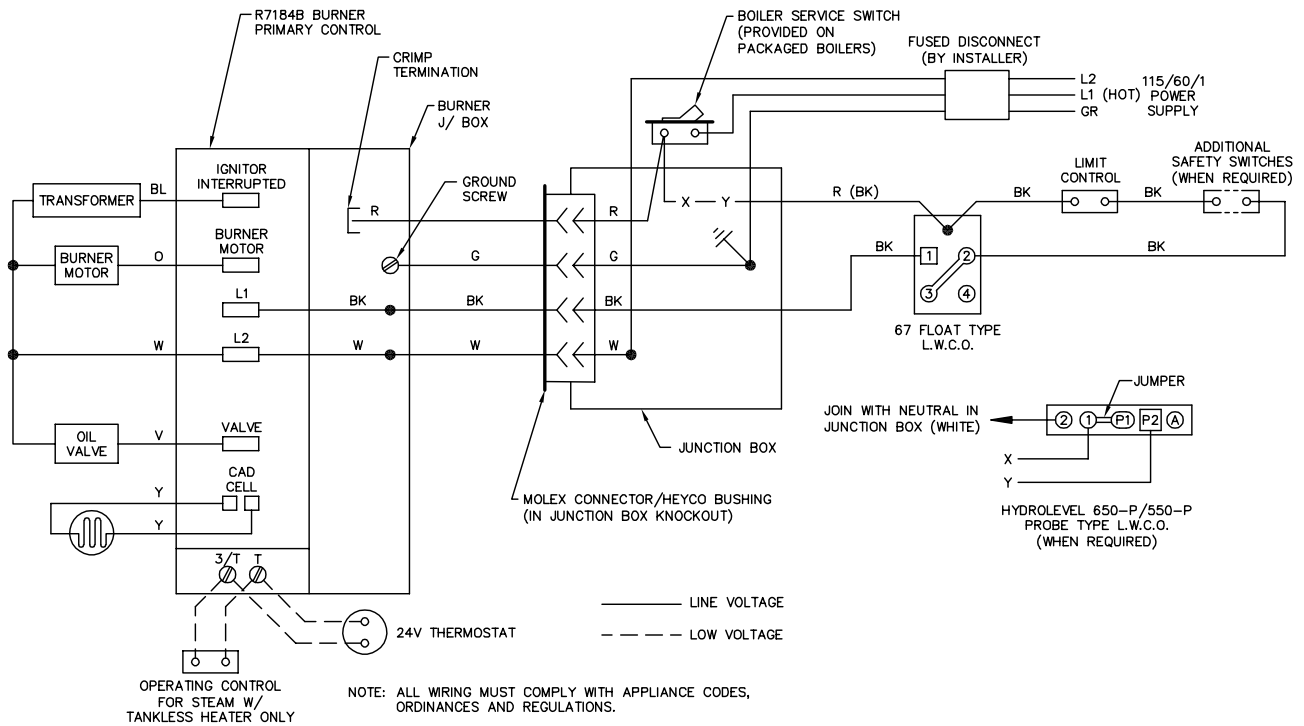 R7184B BURNER
PRIMARY CONTROL
CRIMP
TERMINATION
BURNER
J/ BOX
BOILER SERVICE SWITCH
(PROVIDED ON
PACKAGED BOILERS)
FUSED DISCONNECT
(BY INSTALLER)
L2
L1 (HOT)
GR
115/60/1
POWER
SUPPLY
IGNITOR
INTERRUPTED
TRANSFORMER
BL
R
GROUND
SCREW
R
X
Y
R (BK)
BK
LIMIT
CONTROL
BK
ADDITIONAL
SAFETY SWITCHES
(WHEN REQUIRED)
BURNER
MOTOR
O
BURNER
MOTOR
G
G
BK
1
2
BK
3
4
67 FLOAT TYPE
L.W.C.O.
L1
BK
BK
BK
W
L2
W
W
W
OIL
VALVE
V
VALVE
JUNCTION BOX
JUMPER
JOIN WITH NEUTRAL IN
JUNCTION BOX (WHITE)
2
1
P1
P2
A
X
Y
HYDROLEVEL 650-P/550-P
PROBE TYPE L.W.C.O.
(WHEN REQUIRED)
CAD
CELL
Y
Y
MOLEX CONNECTOR/HEYCO BUSHING
(IN JUNCTION BOX KNOCKOUT)
3/T
T
24V THERMOSTAT
LINE VOLTAGE
LOW VOLTAGE
OPERATING CONTROL
FOR STEAM W/
TANKLESS HEATER ONLY
NOTE: ALL WIRING MUST COMPLY WITH APPLIANCE CODES,
ORDINANCES AND REGULATIONS.